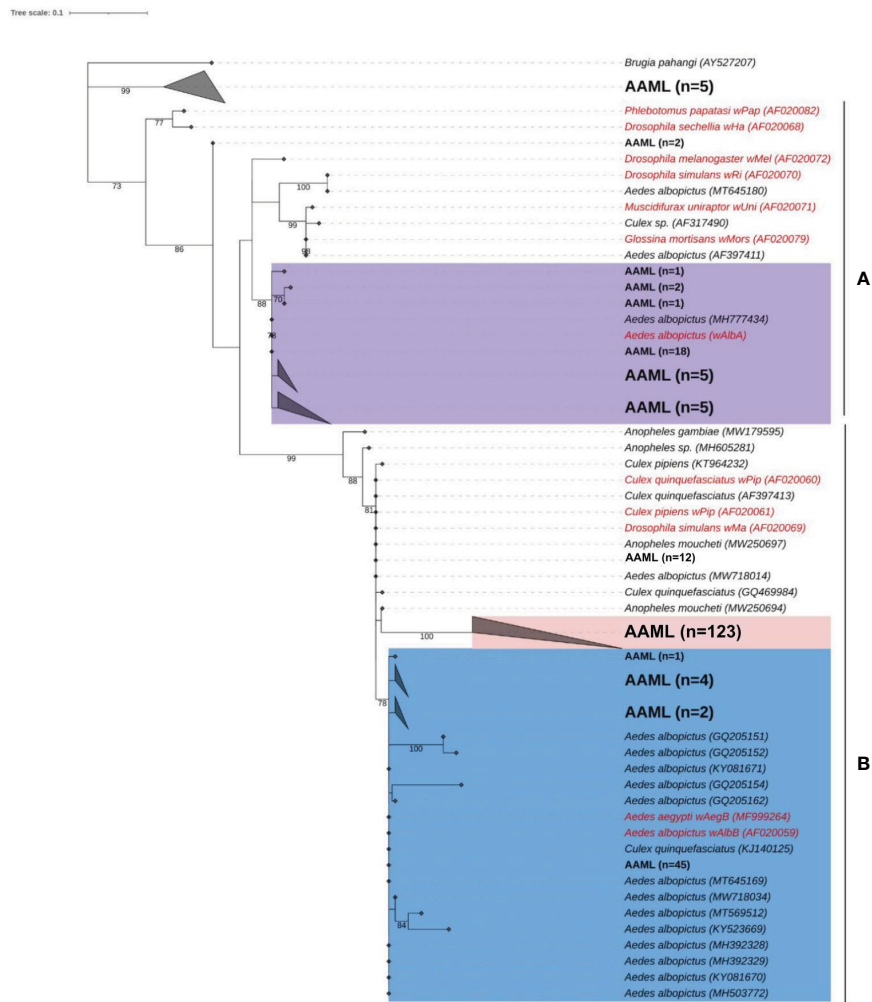 Tree scale: 0.1
Brugia pahangi (AY527207)
99
AAML (n=5)
Phlebotomus papatasi wPap (AF020082)
77
Drosophila sechellia wHa (AF020068)
AAML (n=2)
Drosophila melanogaster wMel (AF020072)
Drosophila simulans wRi (AF020070)
73
100
Aedes albopictus (MT645180)
Muscidifurax uniraptor wUni (AF020071)
99
Culex sp. (AF317490)
Glossina mortisans wMors (AF020079)
86
98
Aedes albopictus (AF397411)
AAML (n=1)
A
AAML (n=2)
88
70
AAML (n=1)
Aedes albopictus (MH777434)
Aedes albopictus (wAlbA)
AAML (n=18)
AAML (n=5)
AAML (n=5)
Anopheles gambiae (MW179595)
Anopheles sp. (MH605281)
99
Culex pipiens (KT964232)
88
Culex quinquefasciatus wPip (AF020060)
Culex quinquefasciatus (AF397413)
81
Culex pipiens wPip (AF020061)
Drosophila simulans wMa (AF020069)
Anopheles moucheti (MW250697)
AAML (n=12)
Aedes albopictus (MW718014)
Culex quinquefasciatus (GQ469984)
Anopheles moucheti (MW250694)
AAML (n=123)
100
AAML (n=1)
AAML (n=4)
78
AAML (n=2)
Aedes albopictus (GQ205151)
100
Aedes albopictus (GQ205152)
B
Aedes albopictus (KY081671)
Aedes albopictus (GQ205154)
Aedes albopictus (GQ205162)
Aedes aegypti wAegB (MF999264)
Aedes albopictus wAlbB (AF020059)
Culex quinquefasciatus (KJ140125)
AAML (n=45)
Aedes albopictus (MT645169)
Aedes albopictus (MW718034)
Aedes albopictus (MT569512)
84
Aedes albopictus (KY523669)
Aedes albopictus (MH392328)
Aedes albopictus (MH392329)
Aedes albopictus (KY081670)
Aedes albopictus (MH503772)